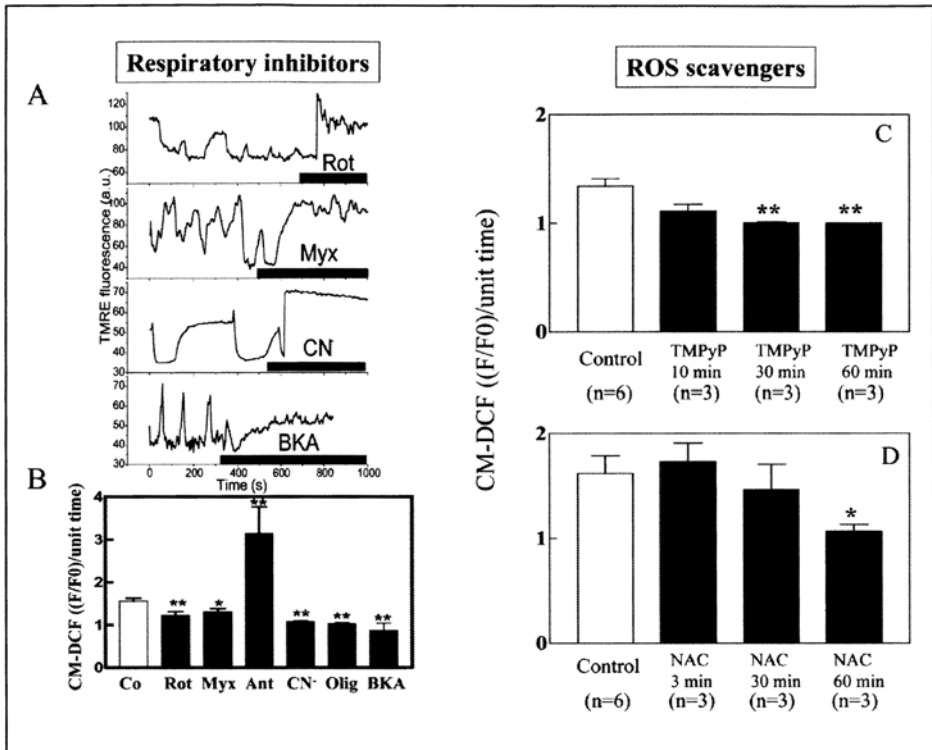 Respiratory inhibitors
ROS scavengers
A
TMRE fluorescence (a.u.)
120
100
80
60
Rot
100
80
60
40
Myx
70
60
50
40
30
CN-
70
60
50
40
30
BKA
0 200 400 600 800 1000
Time (s)
B
CM-DCF ((F/F0)/unit time)
4
3
2
1
0
** * ** ** ** **
Co Rot Myx Ant CN- Olig BKA
CM-DCF ((F/F0)/unit time)
C
2
1
0
** **
Control TMPyP TMPyP TMPyP
10 min 30 min 60 min
(n=6) (n=3) (n=3) (n=3)
D
2
1
0
*
Control NAC NAC NAC
3 min 30 min 60 min
(n=6) (n=3) (n=3) (n=3)